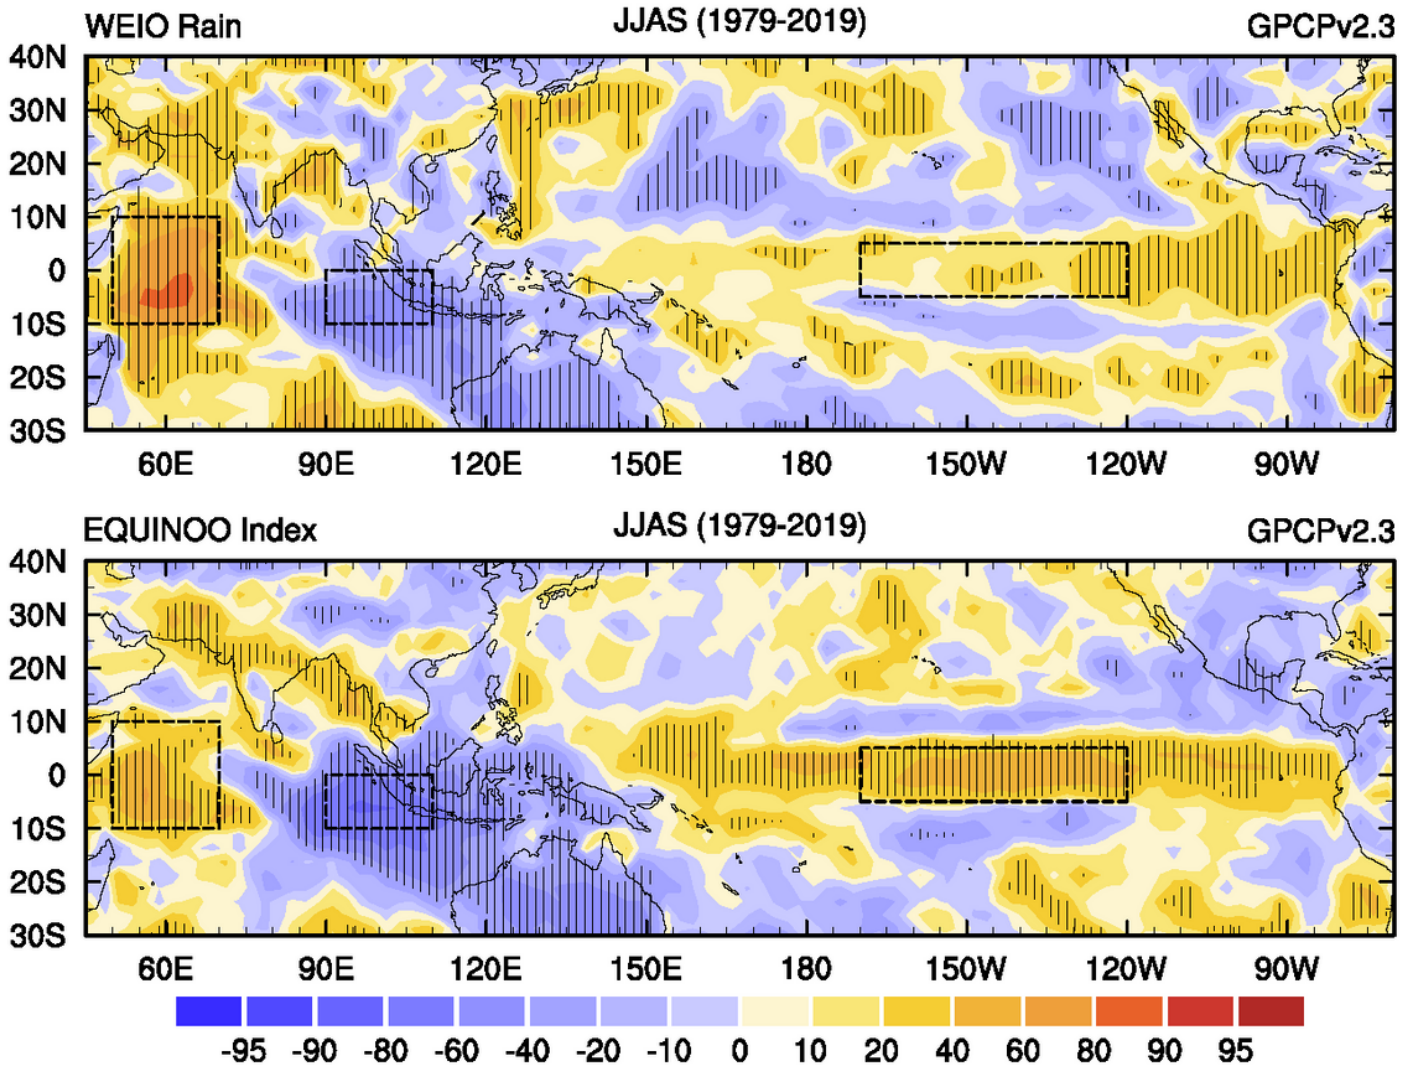 WEIO Rain JJAS (1979-2019) GPCPv2.3
40N
30N
20N
10N
0
10S
20S
30S
60E 90E 120E 150E 180 150W 120W 90W
EQUINOO Index JJAS (1979-2019) GPCPv2.3
40N
30N
20N
10N
0
10S
20S
30S
60E 90E 120E 150E 180 150W 120W 90W
-95 -90 -80 -60 -40 -20 -10 0 10 20 40 60 80 90 95